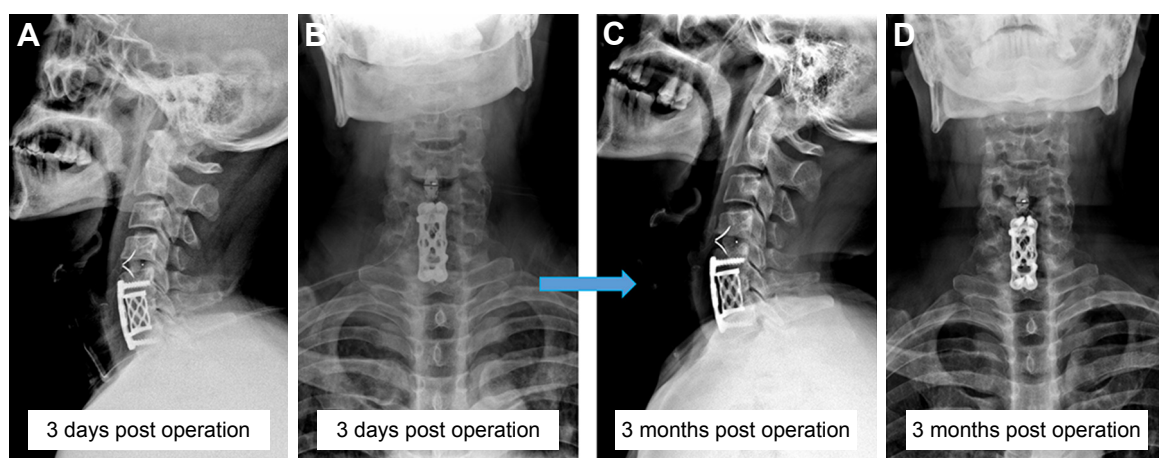 A
B
C
D
3 days post operation
3 days post operation
3 months post operation
3 months post operation